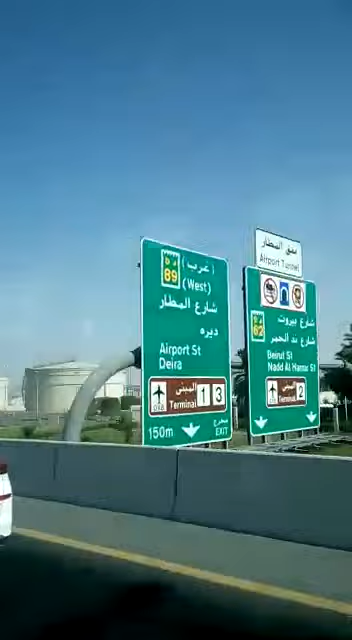 89
(غرب)
(West)
شارع المطار
ديره
Airport St
Deira
DXB
المبنى
Terminal
1 3
150m
مخرج
EXIT
نفق المطار
Airport Tunnel
62
شارع بيروت
شارع ند الحمر
Beirut St
Nadd Al Hamar St
المبنى
Terminal
2